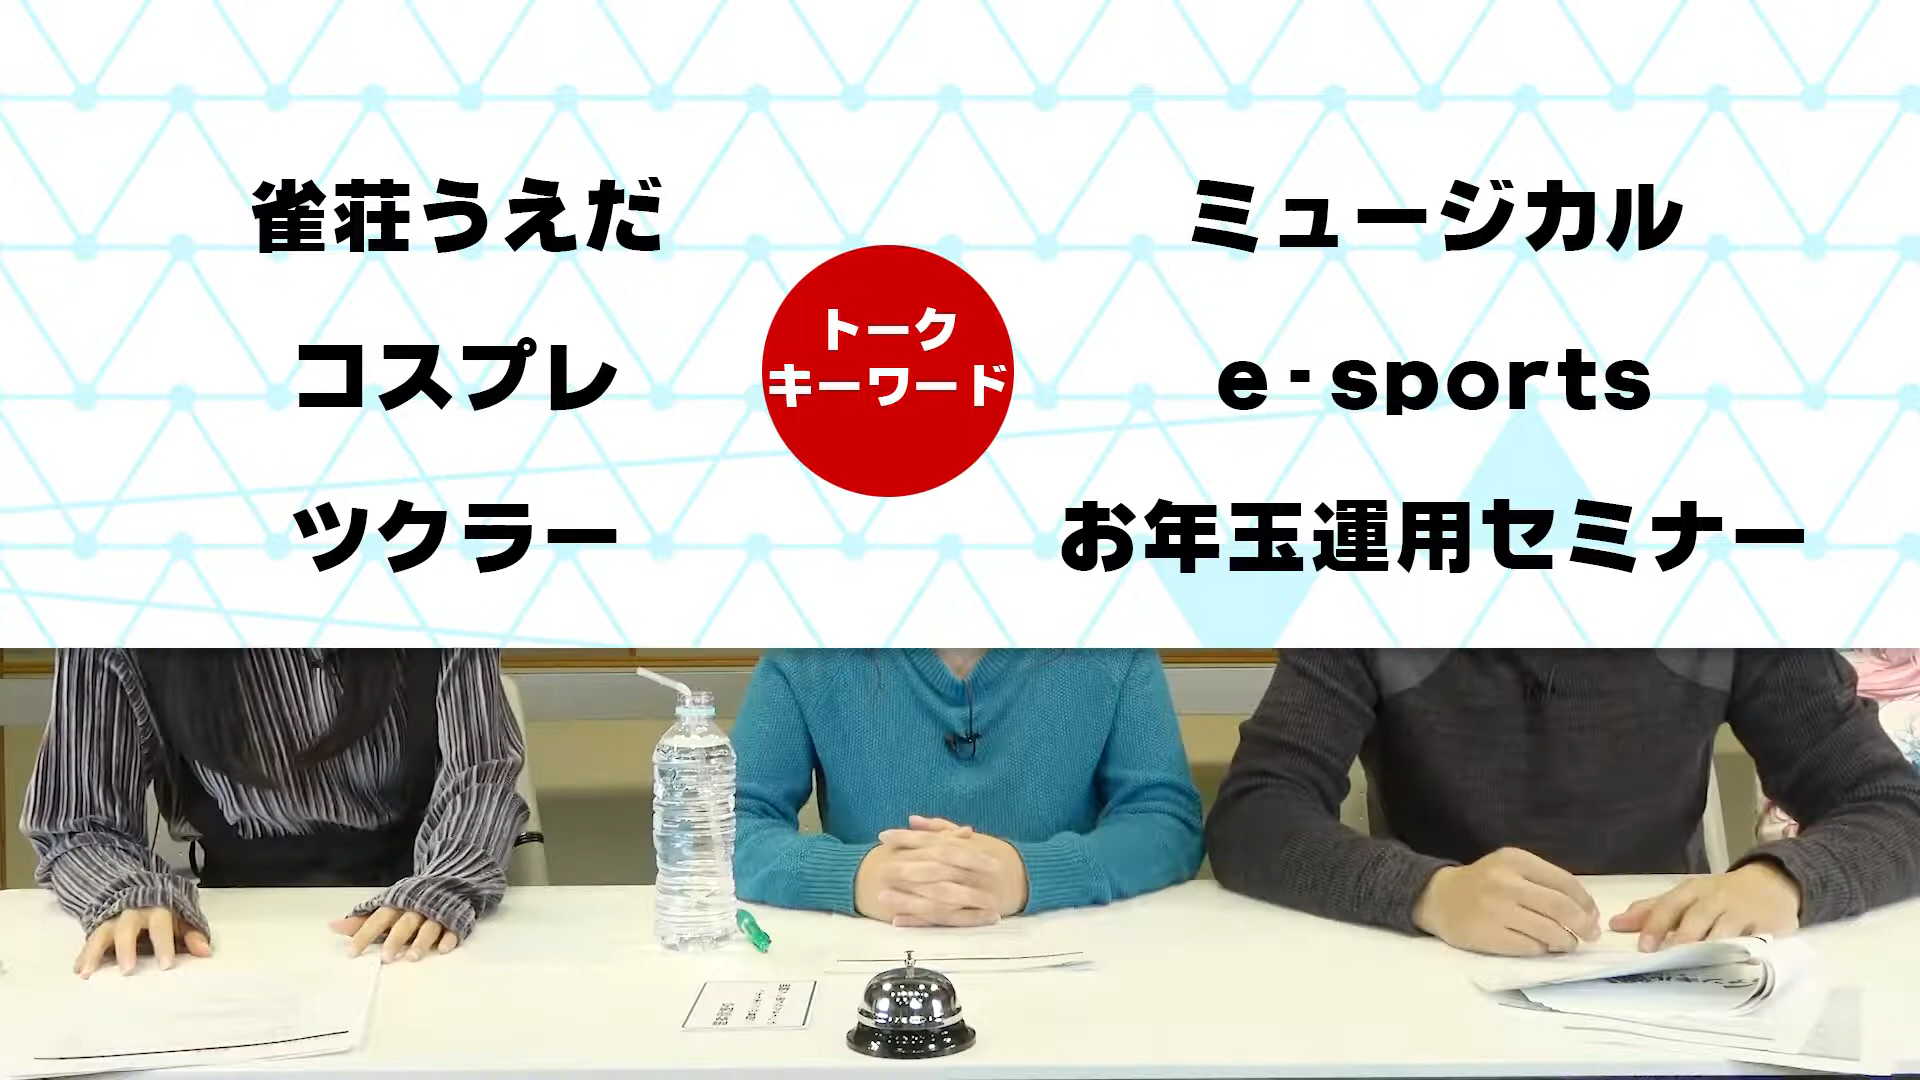 雀荘うえだ
コスプレ
ツクラー
トーク
キーワード
ミュージカル
e-sports
お年玉運用セミナー